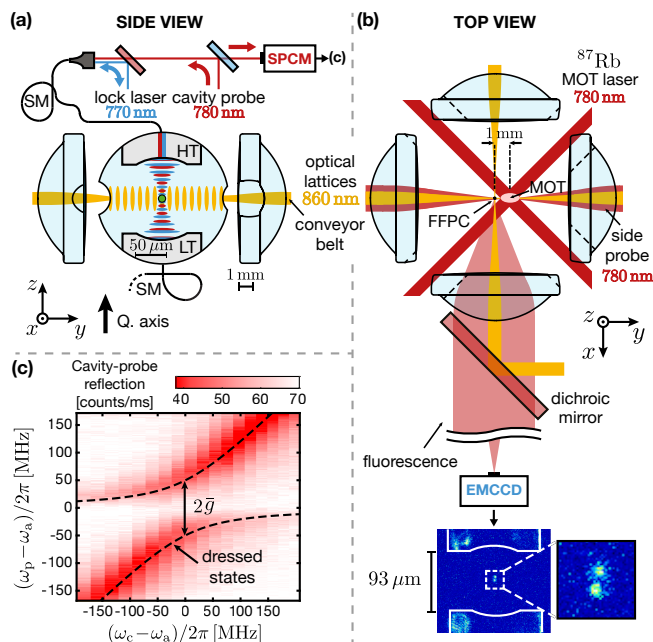 (a)
SIDE VIEW
SPCM
(c)
SM
lock laser
770 nm
cavity probe
780 nm
HT
optical
lattices
860 nm
conveyor
belt
50 μm
LT
SM
1 mm
z
x
y
Q. axis
(b)
TOP VIEW
⁸⁷Rb
MOT laser
780 nm
1 mm
MOT
FFPC
side
probe
780 nm
z
y
x
dichroic
mirror
fluorescence
EMCCD
93 μm
(c)
Cavity-probe
reflection
[counts/ms]
40 50 60 70
(ωp−ωa)/2π [MHz]
150
100
50
0
-50
-100
-150
2ḡ
dressed
states
-150 -100 -50 0 50 100 150
(ωc−ωa)/2π [MHz]